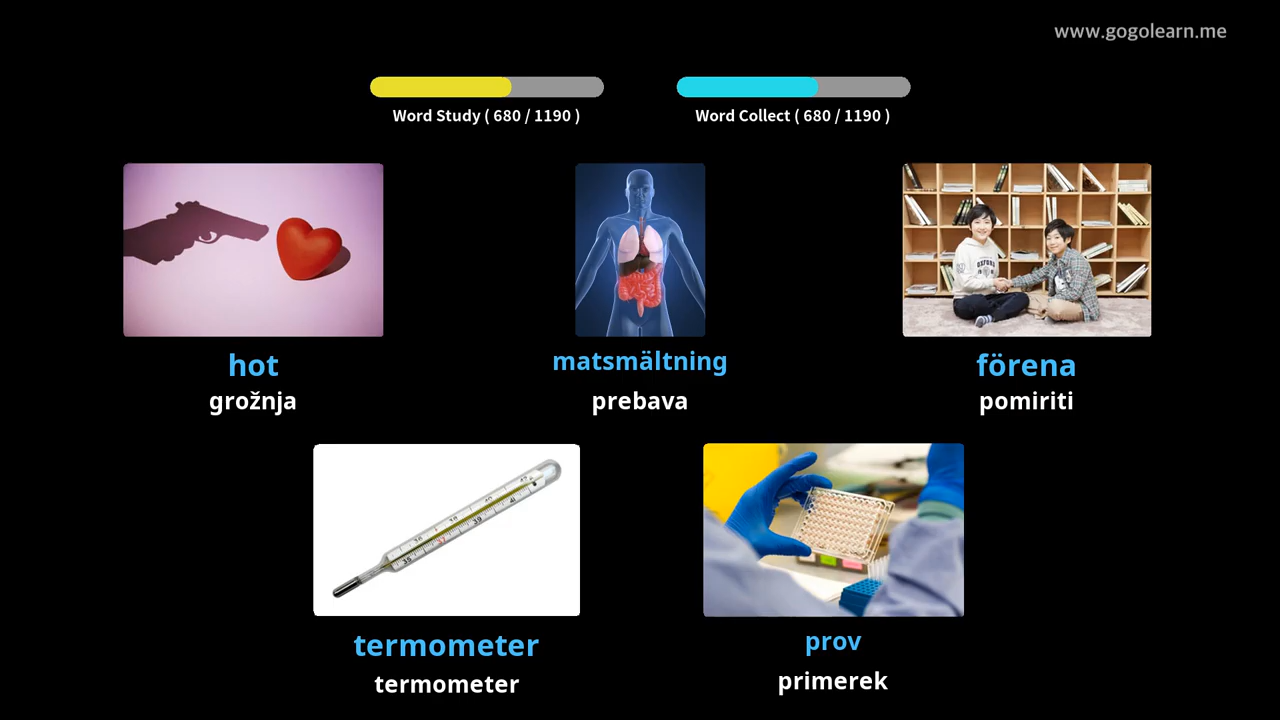 www.gogolearn.me
Word Study ( 680 / 1190 )
Word Collect ( 680 / 1190 )
hot
grožnja
matsmältning
prebava
förena
pomiriti
termometer
termometer
prov
primerek